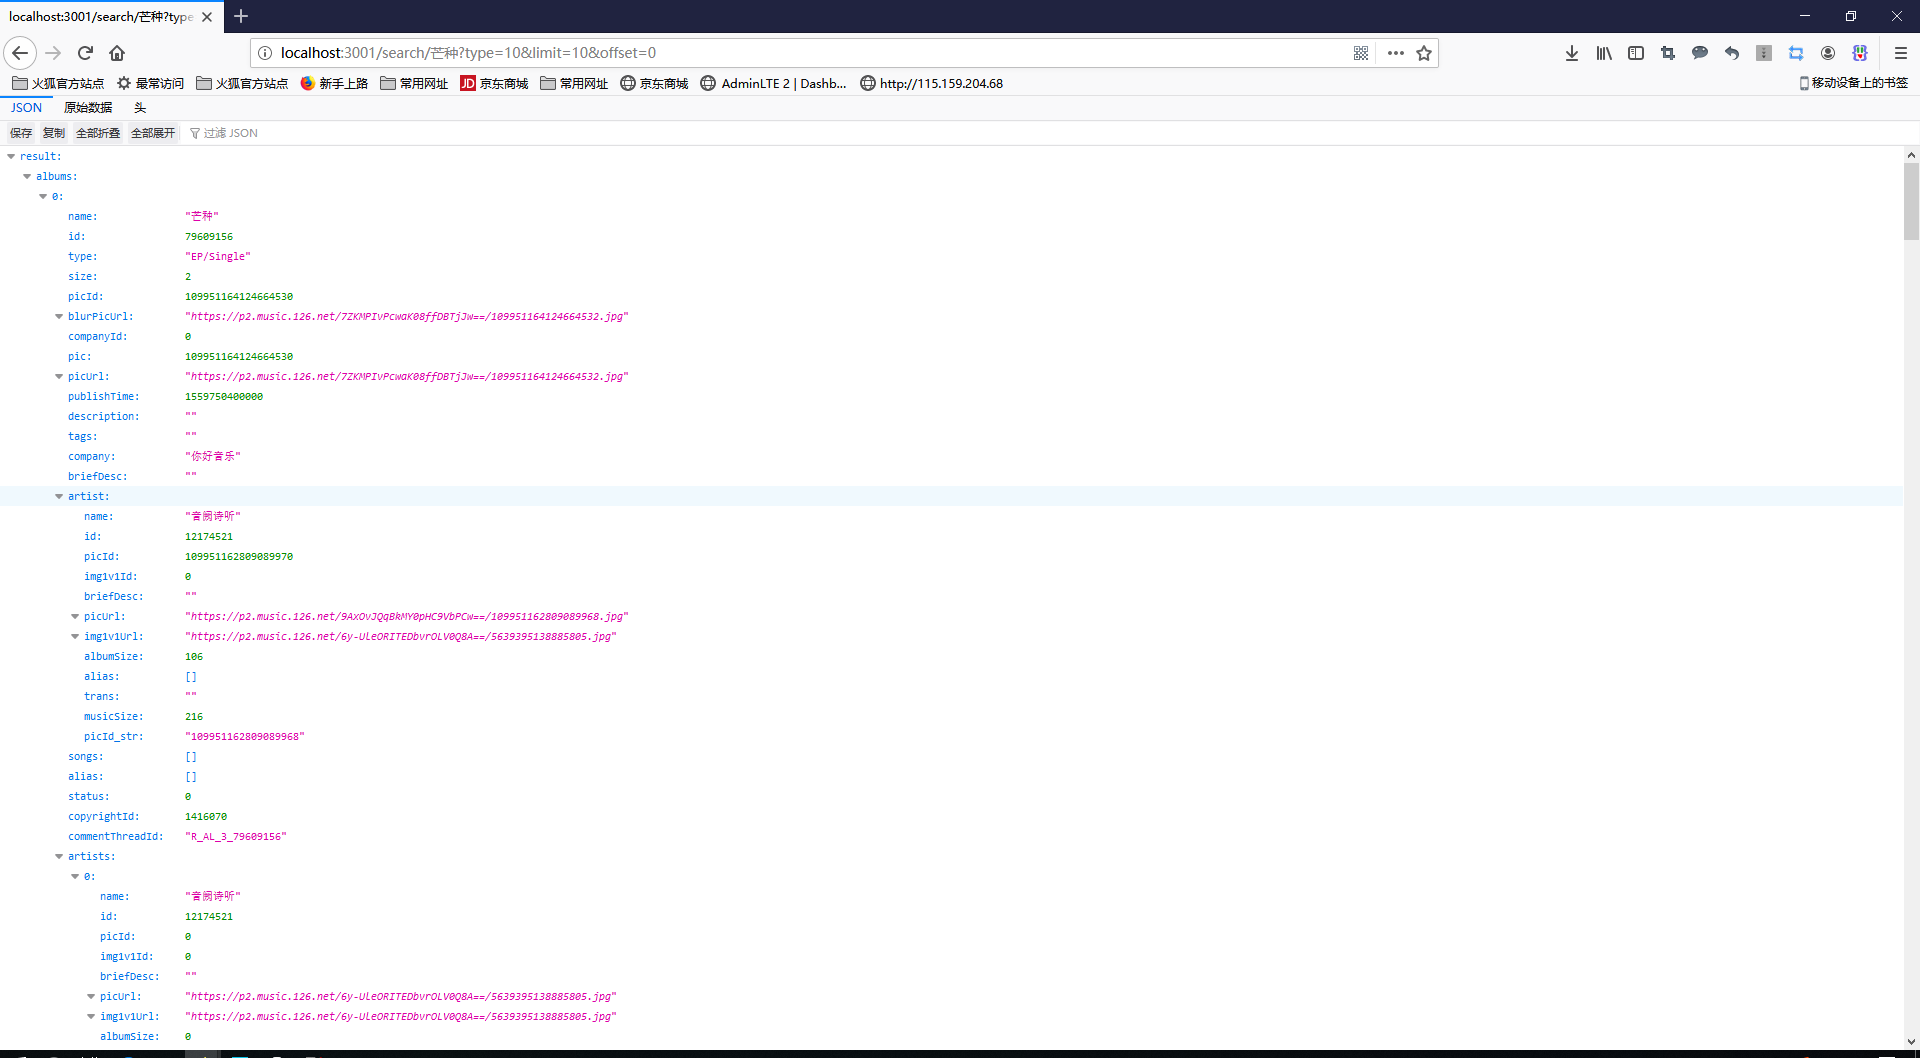 localhost:3001/search/芒种?type
localhost:3001/search/芒种?type=10&limit=10&offset=0
火狐官方站点 最常访问 火狐官方站点 新手上路 常用网址 JD 京东商城 常用网址 京东商城 AdminLTE 2 | Dashb... http://115.159.204.68 移动设备上的书签
JSON 原始数据 头
保存 复制 全部折叠 全部展开 过滤 JSON
result:
albums:
0:
name: "芒种"
id: 79609156
type: "EP/Single"
size: 2
picId: 109951164124664530
blurPicUrl: "https://p2.music.126.net/7ZKMPIvPcwaK08ffDBTjJw==/109951164124664532.jpg"
companyId: 0
pic: 109951164124664530
picUrl: "https://p2.music.126.net/7ZKMPIvPcwaK08ffDBTjJw==/109951164124664532.jpg"
publishTime: 1559750400000
description: ""
tags: ""
company: "你好音乐"
briefDesc: ""
artist:
name: "音阙诗听"
id: 12174521
picId: 109951162809089970
img1v1Id: 0
briefDesc: ""
picUrl: "https://p2.music.126.net/9AxOvJQqBkMY0pHC9VbPCw==/109951162809089968.jpg"
img1v1Url: "https://p2.music.126.net/6y-UleORITEDbvrOLV0Q8A==/5639395138885805.jpg"
albumSize: 106
alias: []
trans: ""
musicSize: 216
picId_str: "109951162809089968"
songs: []
alias: []
status: 0
copyrightId: 1416070
commentThreadId: "R_AL_3_79609156"
artists:
0:
name: "音阙诗听"
id: 12174521
picId: 0
img1v1Id: 0
briefDesc: ""
picUrl: "https://p2.music.126.net/6y-UleORITEDbvrOLV0Q8A==/5639395138885805.jpg"
img1v1Url: "https://p2.music.126.net/6y-UleORITEDbvrOLV0Q8A==/5639395138885805.jpg"
albumSize: 0